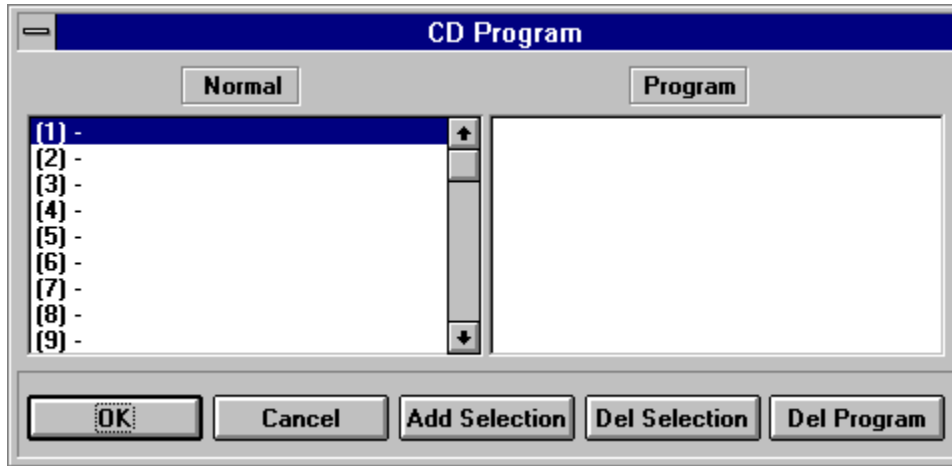 CD Program
Normal
Program
(1) -
(2) -
(3) -
(4) -
(5) -
(6) -
(7) -
(8) -
(9) -
OK
Cancel
Add Selection
Del Selection
Del Program